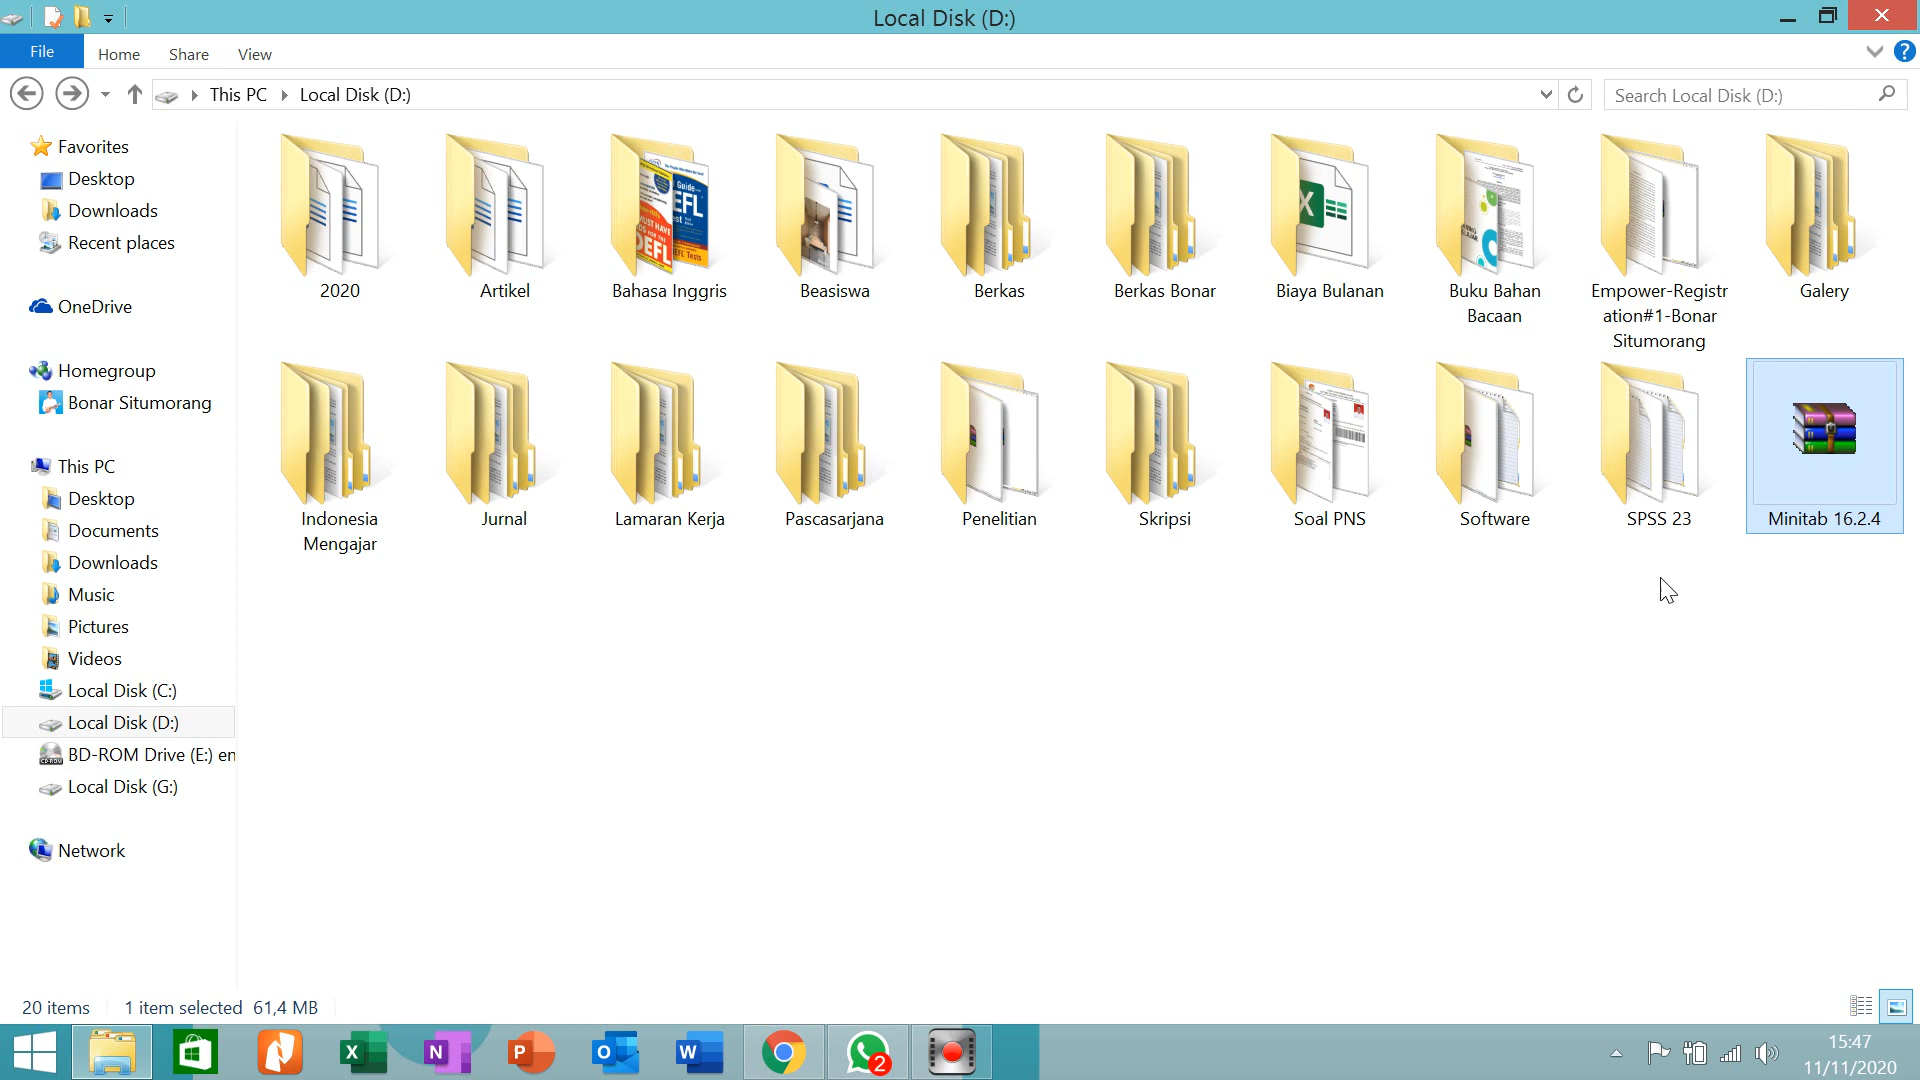 Local Disk (D:)
File
Home
Share
View
This PC
Local Disk (D:)
Search Local Disk (D:)
Favorites
Desktop
Downloads
Recent places
OneDrive
Homegroup
Bonar Situmorang
This PC
Desktop
Documents
Downloads
Music
Pictures
Videos
Local Disk (C:)
Local Disk (D:)
BD-ROM Drive (E:) en
Local Disk (G:)
Network
2020
Artikel
Bahasa Inggris
Beasiswa
Berkas
Berkas Bonar
Biaya Bulanan
Buku Bahan
Bacaan
Empower-Registr
ation#1-Bonar
Situmorang
Galery
Indonesia
Mengajar
Jurnal
Lamaran Kerja
Pascasarjana
Penelitian
Skripsi
Soal PNS
Software
SPSS 23
Minitab 16.2.4
20 items
1 item selected 61,4 MB
2
15:47
11/11/2020